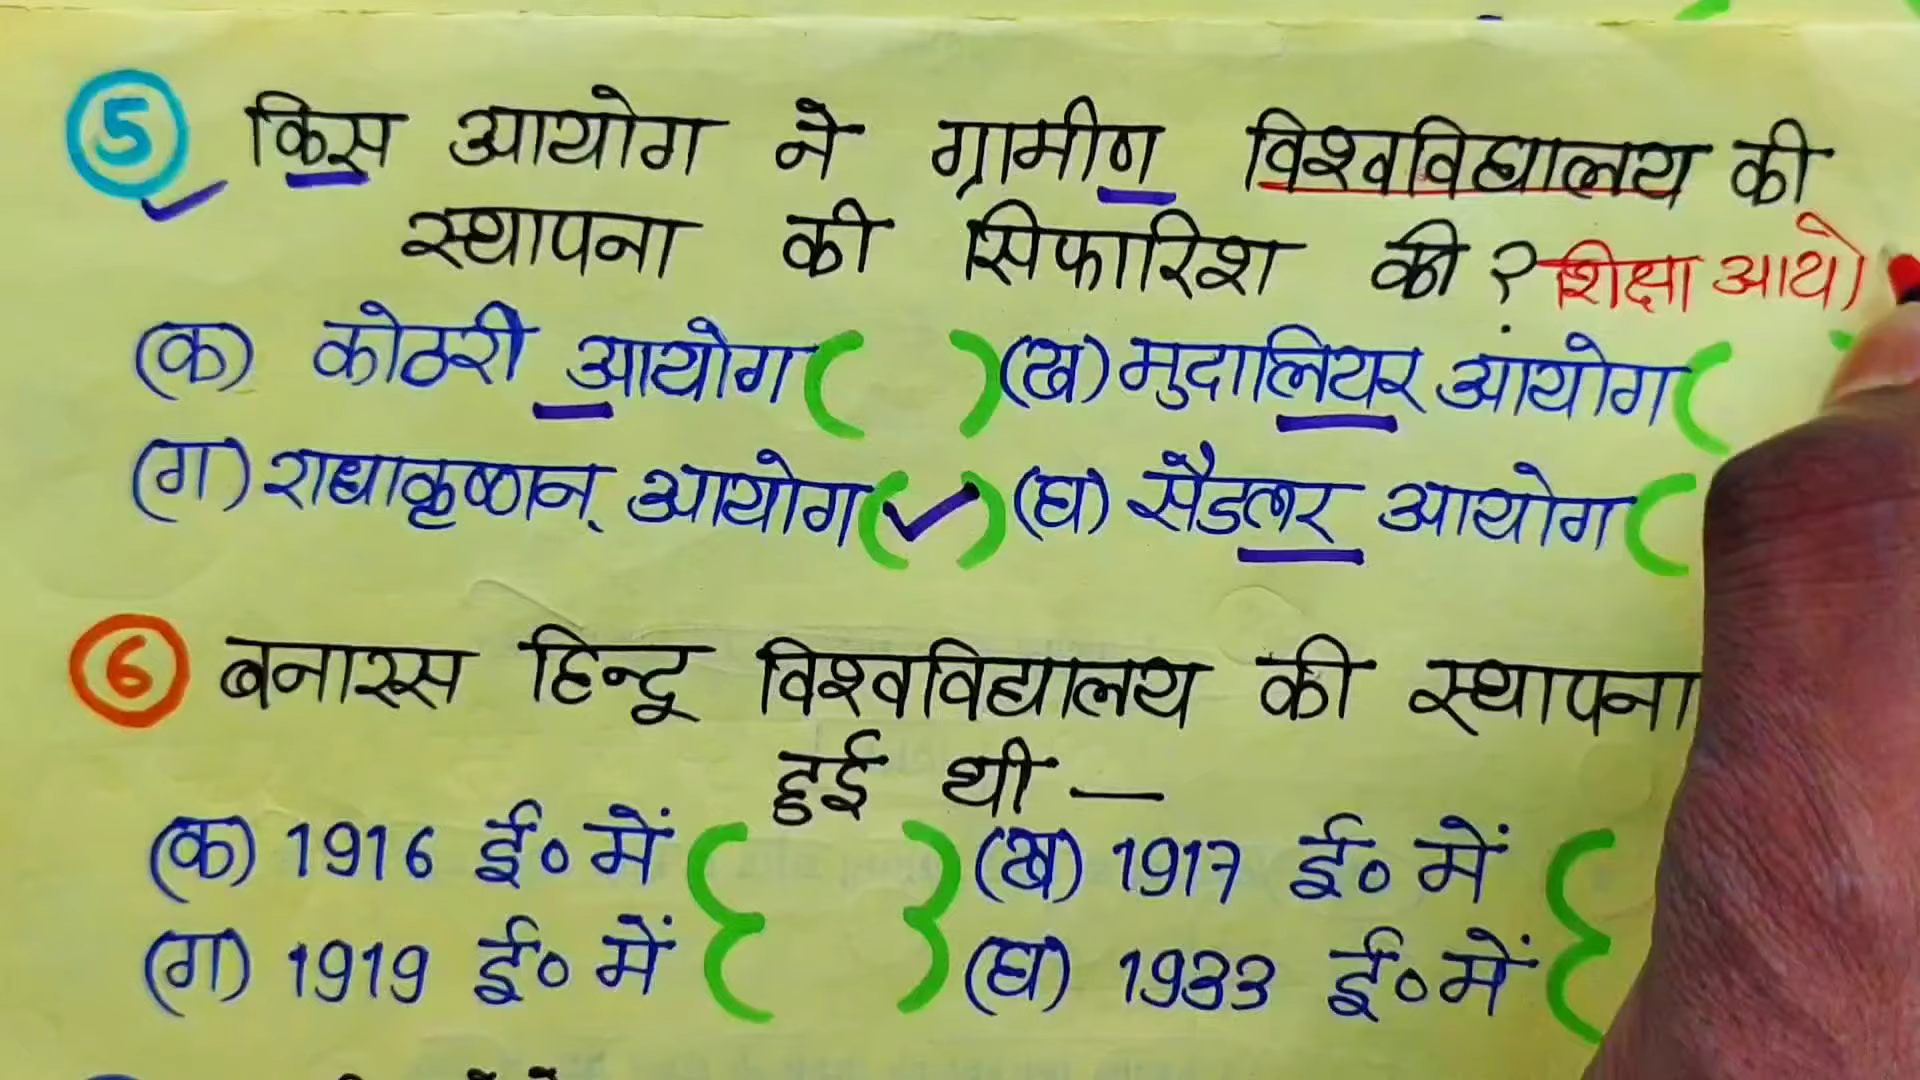 5 किस आयोग ने ग्रामीण विश्वविद्यालय की
स्थापना की सिफारिश की ? शिक्षा आयो
(क) कोठरी आयोग ( ) (ख) मुदालियर आंयोग (
(ग) राधाकृष्णन् आयोग (✓) (घ) सैडलर आयोग (
6 बनारस हिन्दू विश्वविद्यालय की स्थापना
हुई थी —
(क) 1916 ई० में { } (ख) 1917 ई० में {
(ग) 1919 ई० में (घ) 1933 ई० में